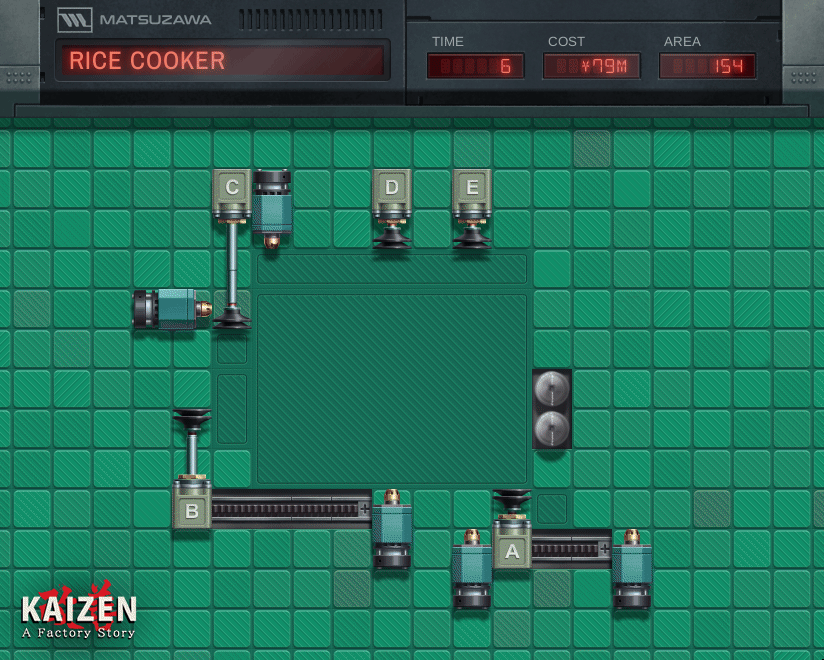 MATSUZAWA
RICE COOKER
TIME
6
COST
¥79M
AREA
154
C
D
E
B
A
KAIZEN
A Factory Story